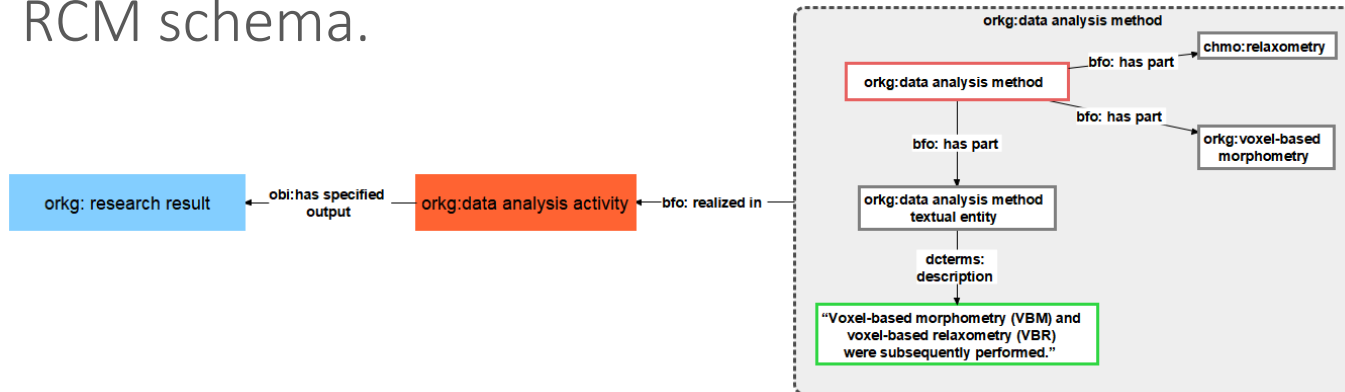 RCM schema.
orkg:data analysis method
chmo:relaxometry
bfo: has part
orkg:data analysis method
bfo: has part
orkg:voxel-based
morphometry
bfo: has part
orkg: research result
obi:has specified
output
orkg:data analysis activity
bfo: realized in
orkg:data analysis method
textual entity
dcterms:
description
“Voxel-based morphometry (VBM) and
voxel-based relaxometry (VBR)
were subsequently performed.”